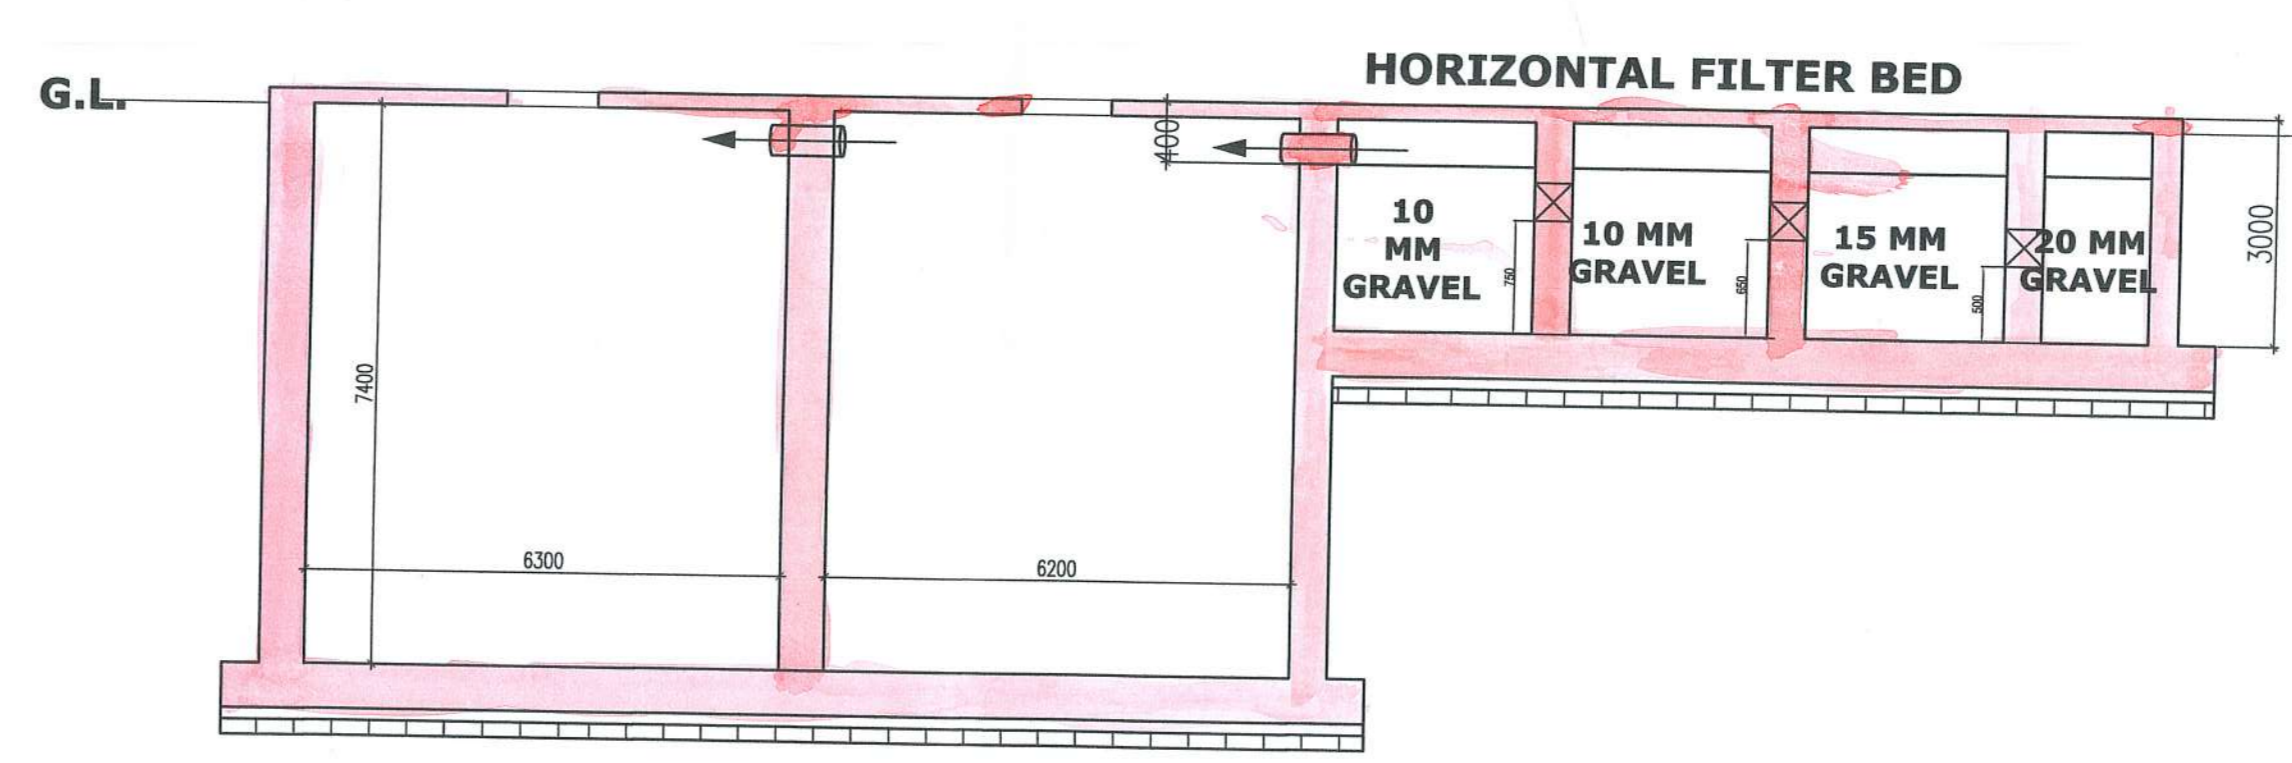 HORIZONTAL FILTER BED
G.L.
400
10
MM
GRAVEL
10 MM
GRAVEL
15 MM
GRAVEL
20 MM
GRAVEL
3000
750
650
500
7400
6300
6200